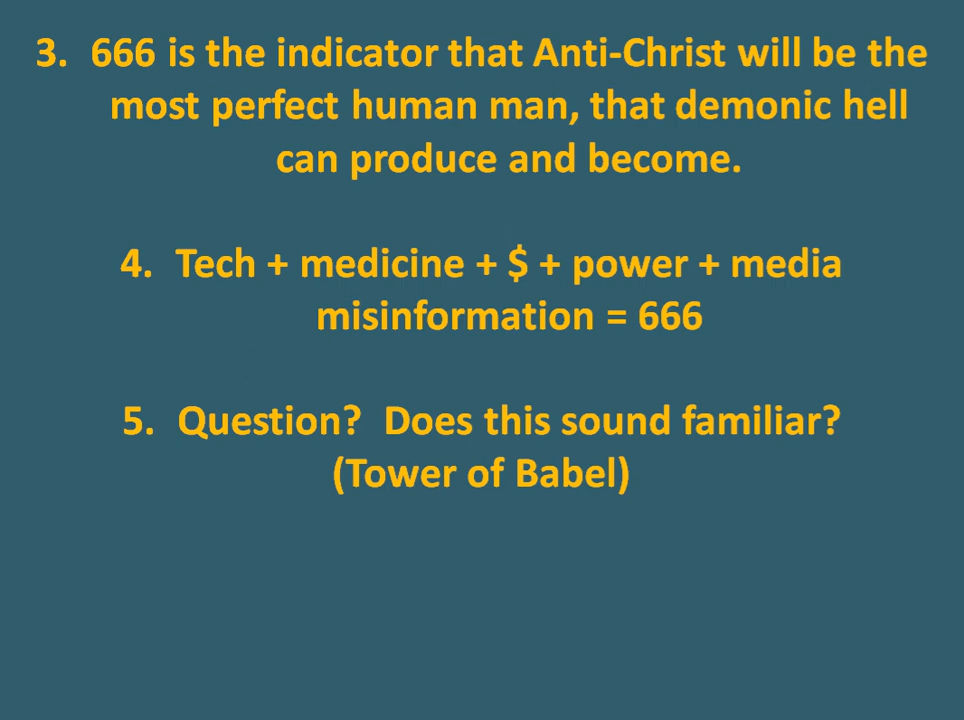 3. 666 is the indicator that Anti-Christ will be the
most perfect human man, that demonic hell
can produce and become.
4. Tech + medicine + $ + power + media
misinformation = 666
5. Question? Does this sound familiar?
(Tower of Babel)